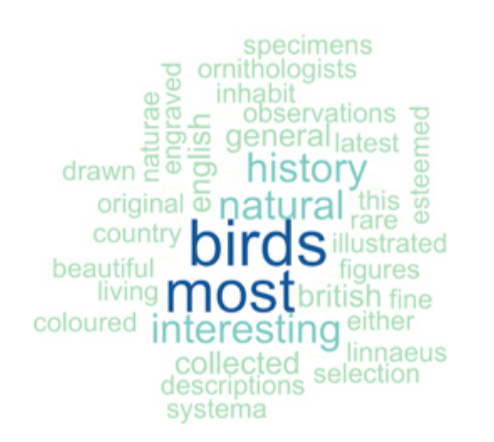 specimens
ornithologists
inhabit
naturae
engraved
english
observations
general latest
esteemed
drawn
history
original natural this
rare
country birds illustrated
beautiful figures
living most british fine
coloured interesting either
collected linnaeus
descriptions selection
systema